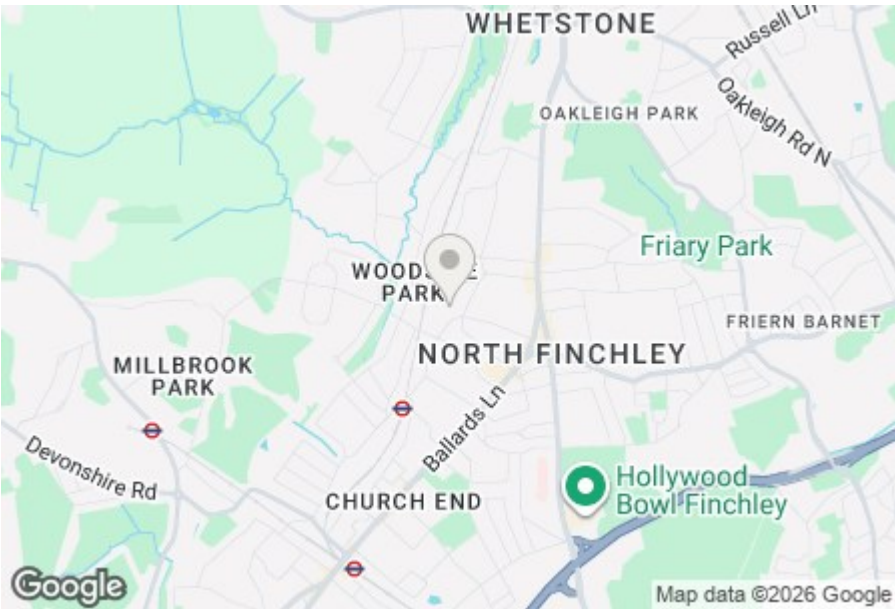 WHETSTONE
Russell Ln
Oakleigh Rd N
OAKLEIGH PARK
Friary Park
PARK
FRIERN BARNET
NORTH FINCHLEY
MILLBROOK
PARK
Ballards Ln
Devonshire Rd
CHURCH END
Hollywood
Bowl Finchley
Google
Map data ©2026 Google